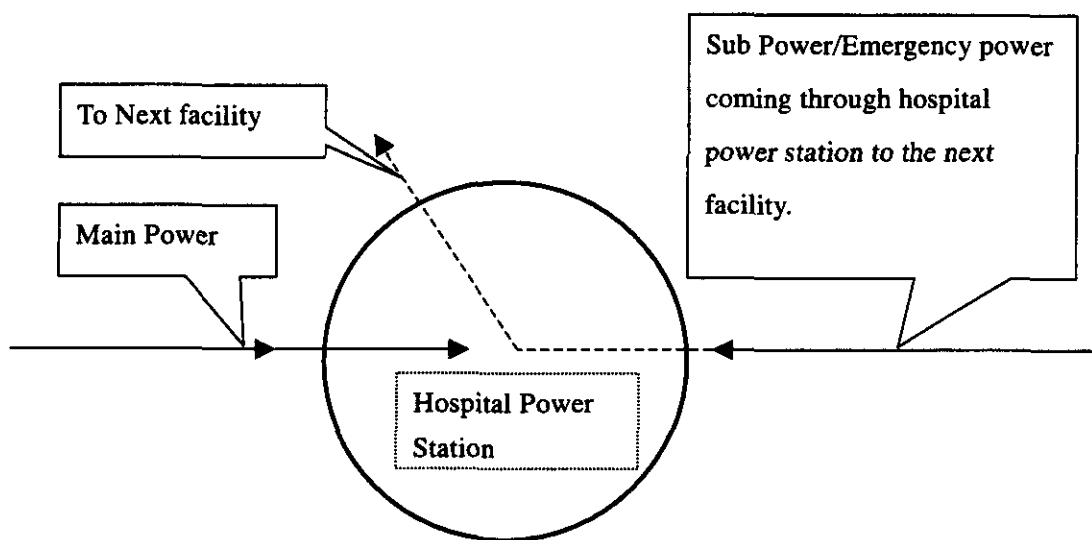 Sub Power/Emergency power
coming through hospital
power station to the next
facility.
To Next facility
Main Power
Hospital Power
Station